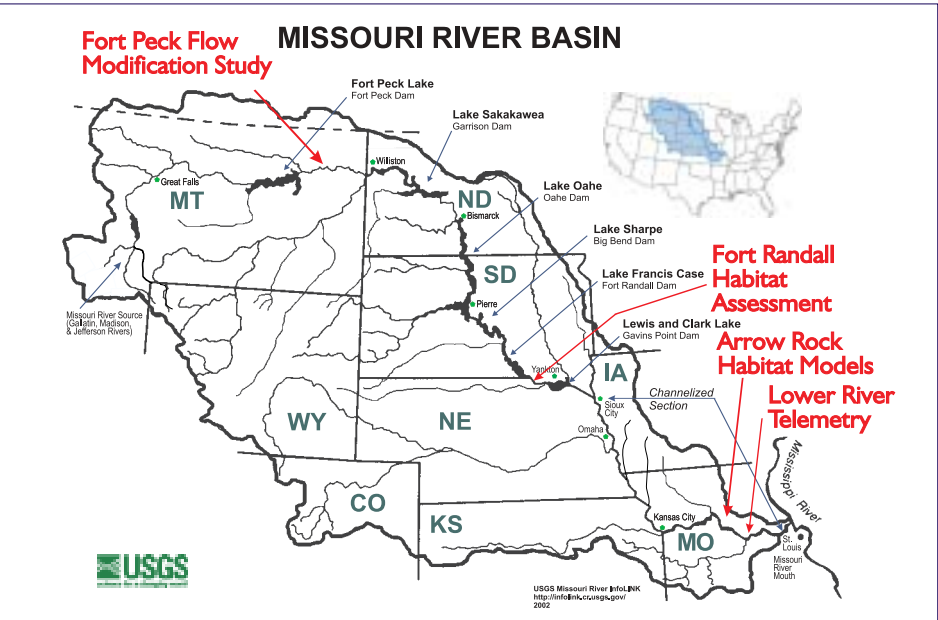 MISSOURI RIVER BASIN
Fort Peck Flow
Modification Study
Fort Peck Lake
Fort Peck Dam
Lake Sakakawea
Garrison Dam
Williston
Great Falls
MT
ND
Bismarck
Lake Oahe
Oahe Dam
Lake Sharpe
Big Bend Dam
SD
Fort Randall
Habitat
Assessment
Lake Francis Case
Fort Randall Dam
Pierre
Missouri River Source
(Gallatin, Madison,
& Jefferson Rivers)
Lewis and Clark Lake
Gavins Point Dam
Arrow Rock
Habitat Models
Yankton
IA
Channelized
Section
Lower River
Telemetry
Sioux
City
WY
NE
Omaha
Mississippi River
CO
KS
Kansas City
MO
St.
Louis
Missouri
River
Mouth
USGS
USGS Missouri River InfoLINK
http://infolink.cr.usgs.gov/
2002